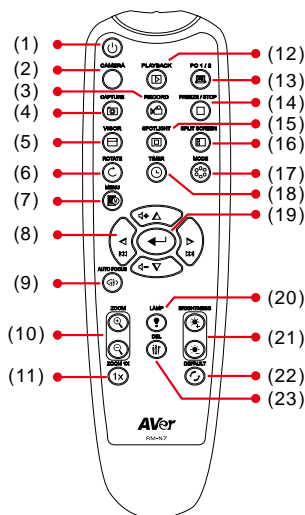 (1)
(2)
(3)
(4)
(5)
(6)
(7)
(8)
(9)
(10)
(11)
CAMERA PLAYBACK PC 1 / 2
CAPTURE RECORD FREEZE / STOP
VISOR SPOTLIGHT SPLIT SCREEN
ROTATE TIMER MODE
MENU
AUTO FOCUS
ZOOM LAMP BRIGHTNESS
DEL
ZOOM 1X DEFAULT
1x
AVer
RM-N7
(12)
(13)
(14)
(15)
(16)
(17)
(18)
(19)
(20)
(21)
(22)
(23)